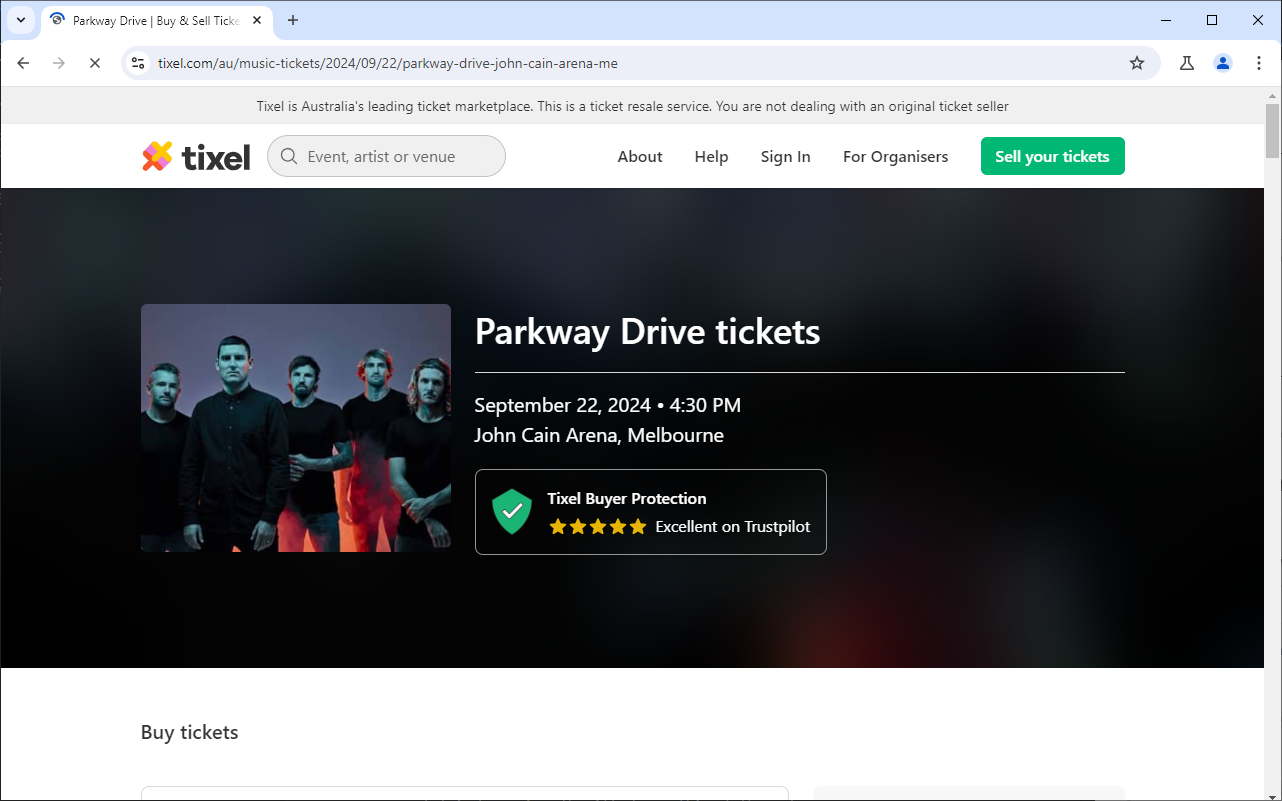 Parkway Drive | Buy & Sell Ticke
tixel.com/au/music-tickets/2024/09/22/parkway-drive-john-cain-arena-me
Tixel is Australia's leading ticket marketplace. This is a ticket resale service. You are not dealing with an original ticket seller
tixel
Event, artist or venue
About
Help
Sign In
For Organisers
Sell your tickets
Parkway Drive tickets
September 22, 2024 • 4:30 PM
John Cain Arena, Melbourne
Tixel Buyer Protection
Excellent on Trustpilot
Buy tickets